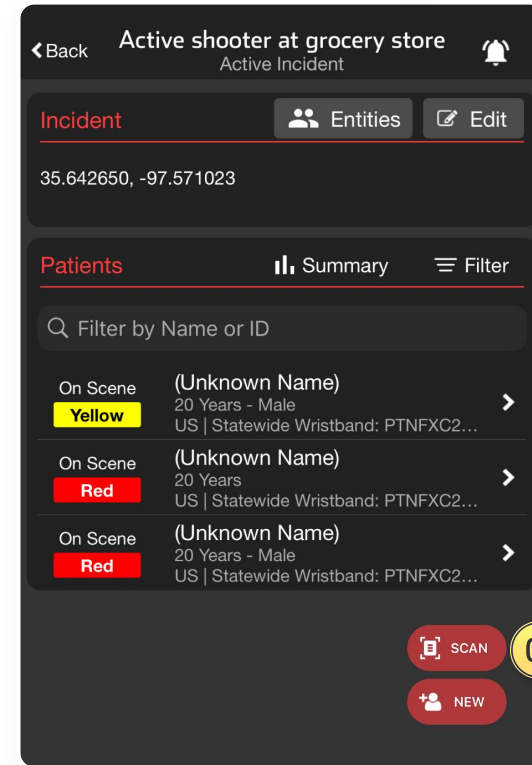 Back
Active shooter at grocery store
Active Incident
Incident
Entities
Edit
35.642650, -97.571023
Patients
Summary
Filter
Filter by Name or ID
On Scene
Yellow
(Unknown Name)
20 Years - Male
US | Statewide Wristband: PTNFXC2...
On Scene
Red
(Unknown Name)
20 Years
US | Statewide Wristband: PTNFXC2...
On Scene
Red
(Unknown Name)
20 Years - Male
US | Statewide Wristband: PTNFXC2...
SCAN
NEW